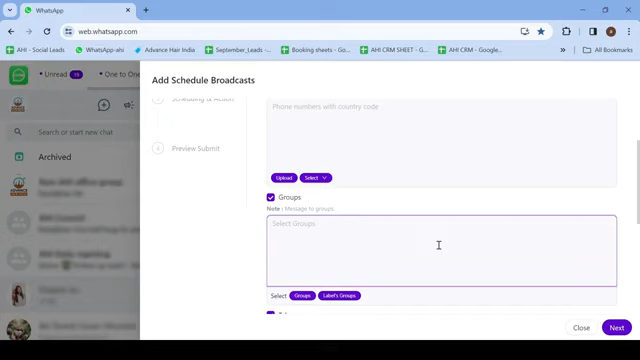 WhatsApp
web.whatsapp.com
AHI - Social Leads
WhatsApp-ahi
Advance Hair India
September_Leads -...
Booking sheets - Go...
AHI CRM SHEET - G...
AHI CRM - Google...
All Bookmarks
Unread 19
One to One
Add Schedule Broadcasts
Scheduling & Action
Phone numbers with country code
Search or start new chat
Preview Submit
Archived
Upload
Select
Groups
Note : Message to groups
Select Groups
Select
Groups
Label's Groups
Close
Next